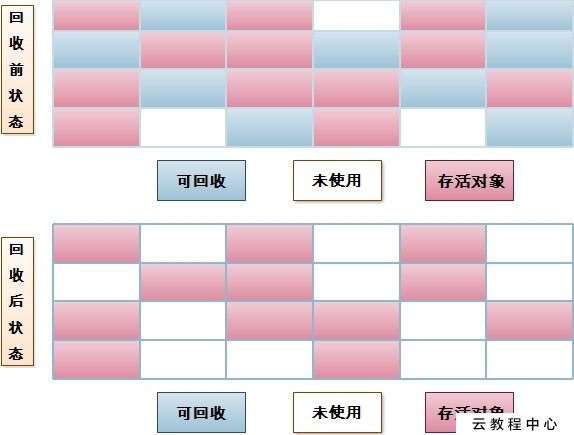 回收前状态
可回收 未使用 存活对象
回收后状态
可回收 未使用 存活对象
云教程中心